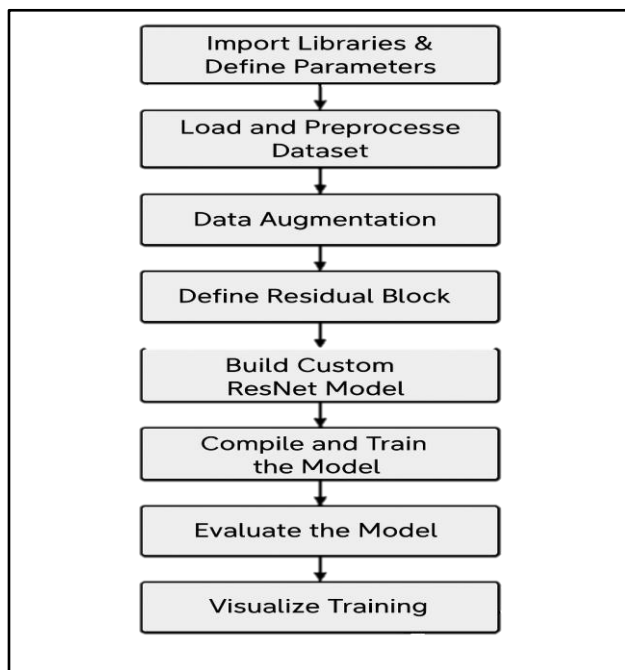 Import Libraries &
Define Parameters
Load and Preprocesse
Dataset
Data Augmentation
Define Residual Block
Build Custom
ResNet Model
Compile and Train
the Model
Evaluate the Model
Visualize Training